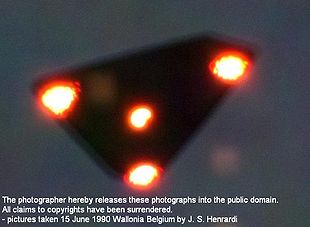 The photographer hereby releases these photographs into the public domain.
All claims to copyrights have been surrendered.
- pictures taken 15 June 1990 Wallonia Belgium by J. S. Henrardi